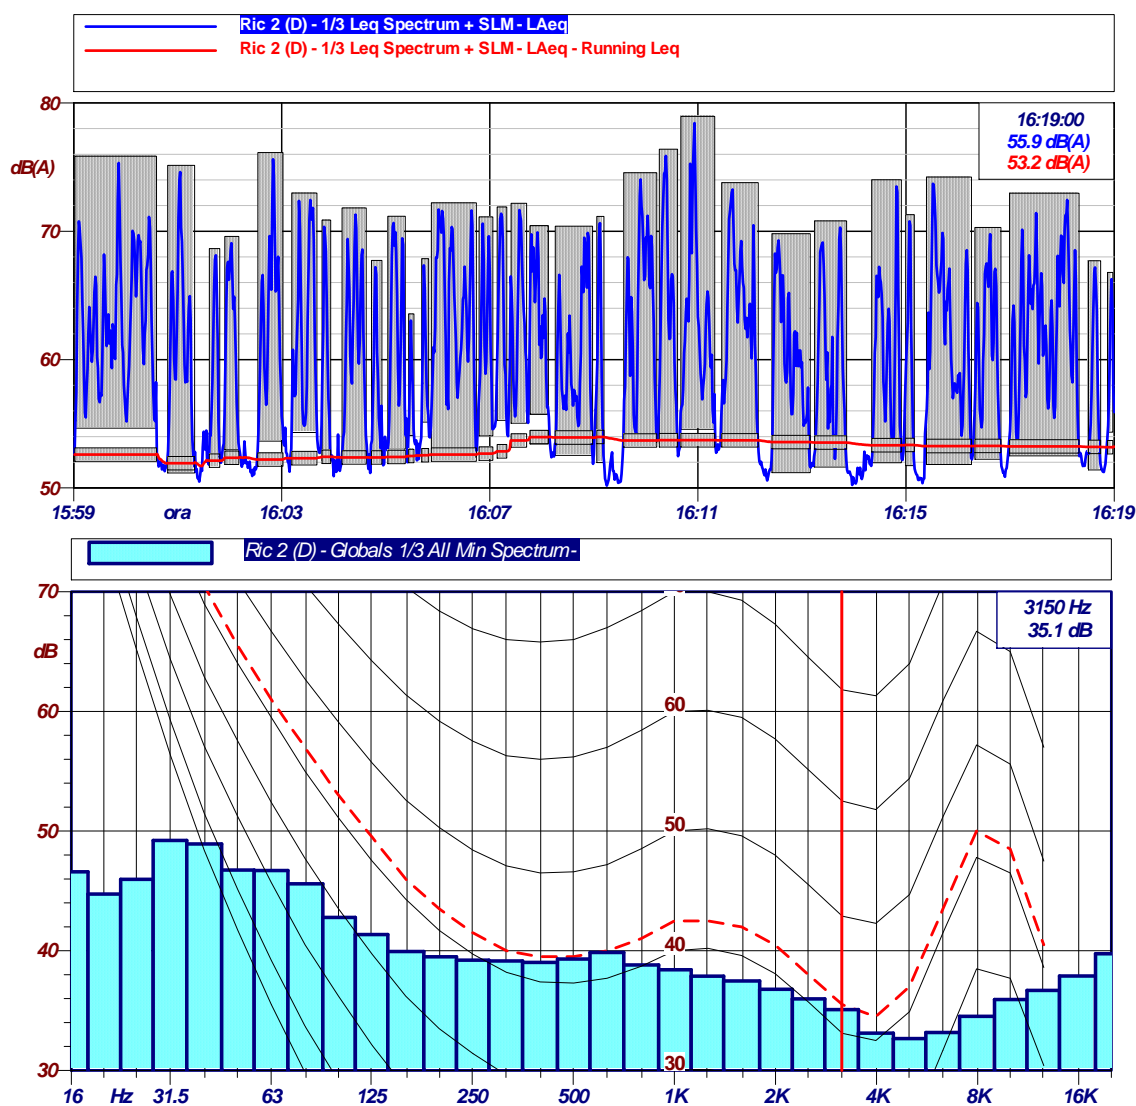 Ric 2 (D) - 1/3 Leq Spectrum + SLM - LAeq
Ric 2 (D) - 1/3 Leq Spectrum + SLM - LAeq - Running Leq
80
16:19:00
55.9 dB(A)
53.2 dB(A)
dB(A)
70
60
50
15:59 ora 16:03 16:07 16:11 16:15 16:19
Ric 2 (D) - Globals 1/3 All Min Spectrum-
70
3150 Hz
35.1 dB
dB
60 60
50 50
40 40
30 30
16 Hz 31.5 63 125 250 500 1K 2K 4K 8K 16K